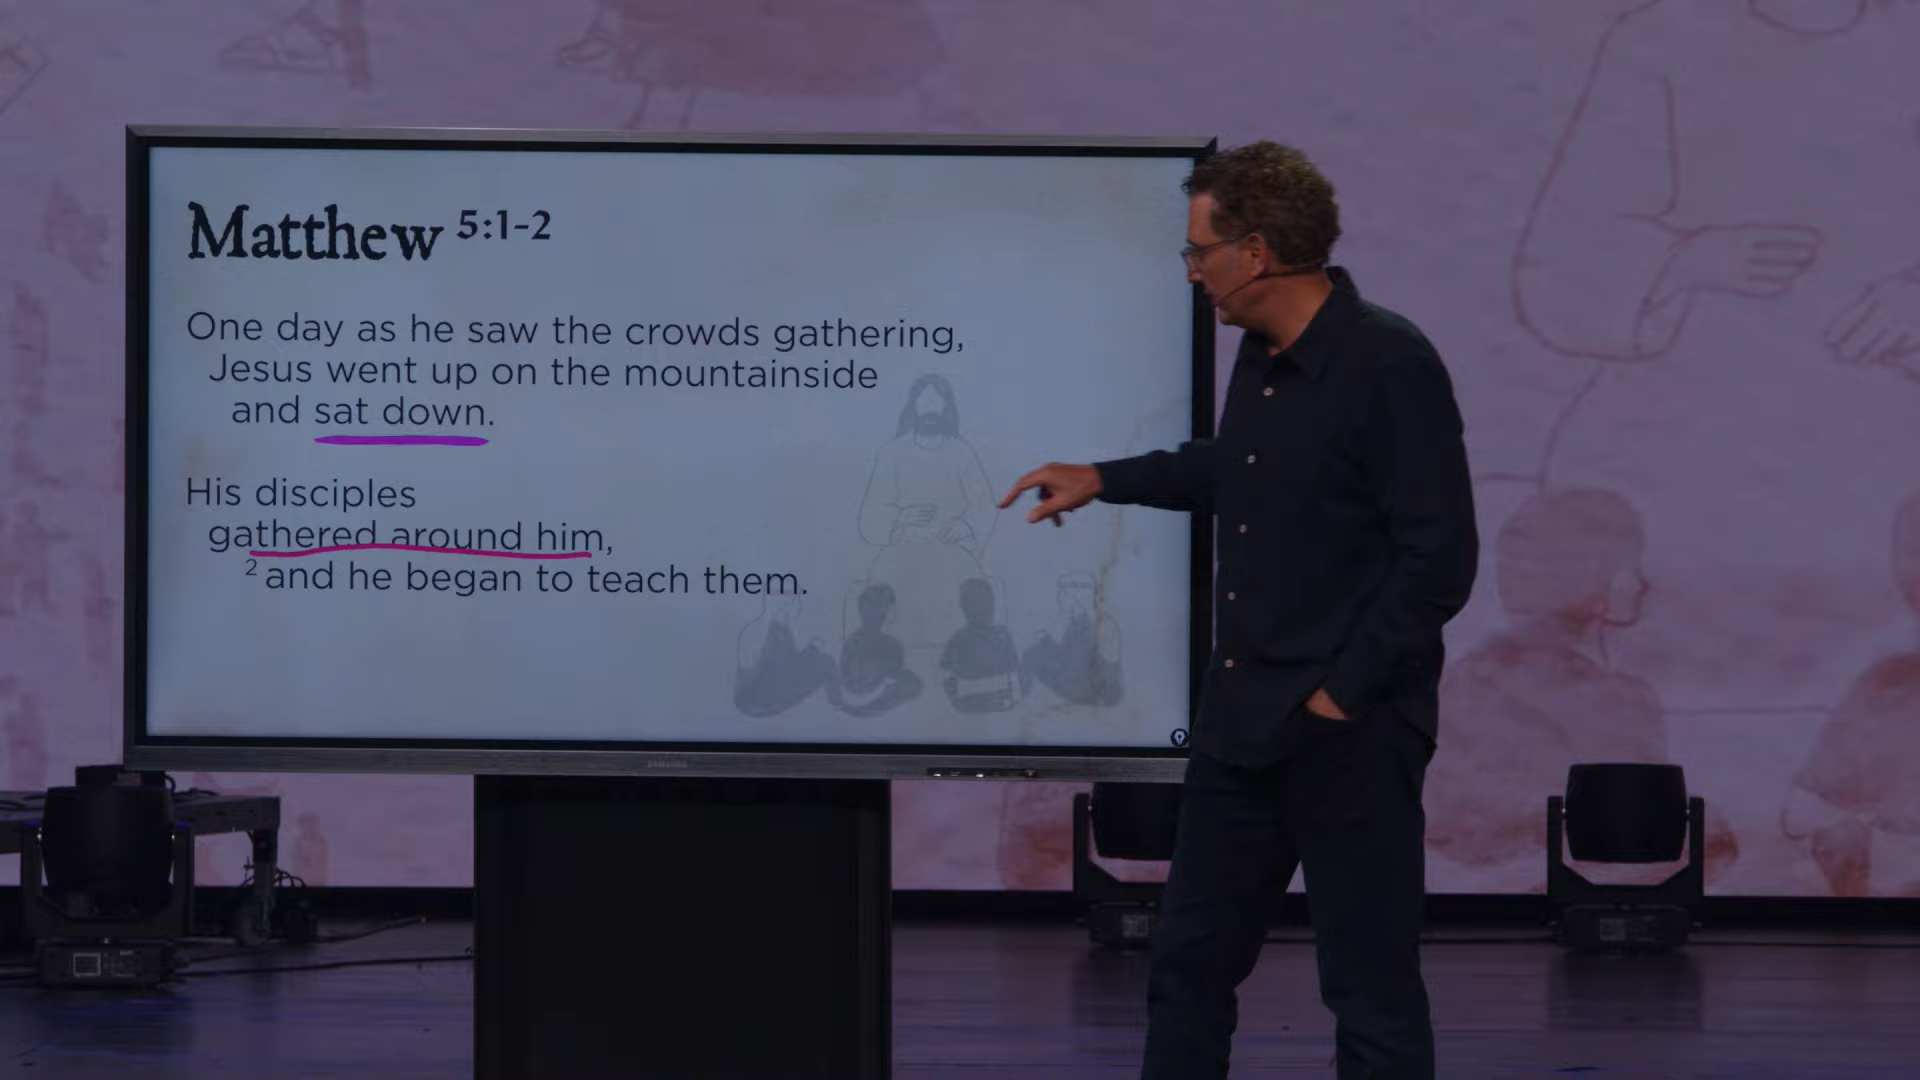 Matthew 5:1-2
One day as he saw the crowds gathering,
Jesus went up on the mountainside
and sat down.
His disciples
gathered around him,
2 and he began to teach them.
SAMSUNG